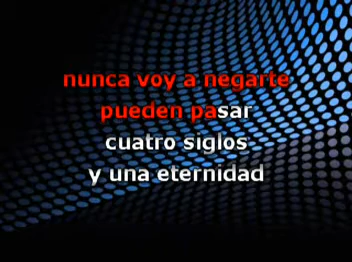 nunca voy a negarte
pueden pasar
cuatro siglos
y una eternidad